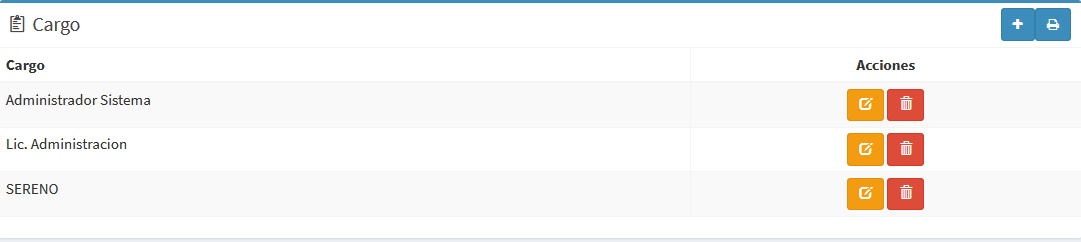 Cargo
Cargo Acciones
Administrador Sistema
Lic. Administracion
SERENO